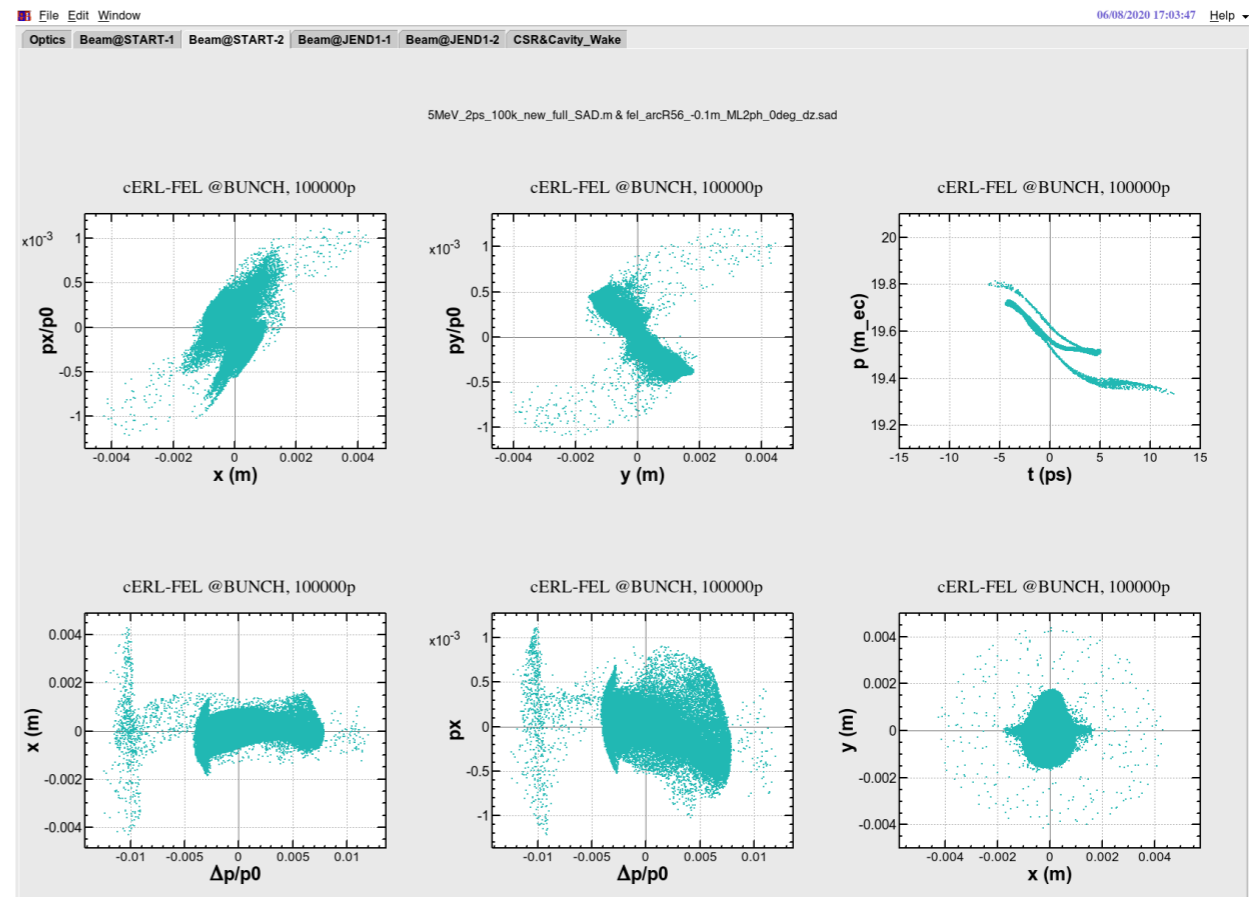 File Edit Window 06/08/2020 17:03:47 Help
Optics Beam@START-1 Beam@START-2 Beam@JEND1-1 Beam@JEND1-2 CSR&Cavity_Wake
5MeV_2ps_100k_new_full_SAD.m & fel_arcR56_-0.1m_ML2ph_0deg_dz.sad
cERL-FEL @BUNCH, 100000p
x10-3
1
0.5
0
-0.5
-1
px/p0
-0.004 -0.002 0 0.002 0.004
x (m)
cERL-FEL @BUNCH, 100000p
x10-3
1
0.5
0
-0.5
-1
py/p0
-0.004 -0.002 0 0.002 0.004
y (m)
cERL-FEL @BUNCH, 100000p
20
19.8
19.6
19.4
19.2
p (m_ec)
-15 -10 -5 0 5 10 15
t (ps)
cERL-FEL @BUNCH, 100000p
0.004
0.002
0
-0.002
-0.004
x (m)
-0.01 -0.005 0 0.005 0.01
Δp/p0
cERL-FEL @BUNCH, 100000p
x10-3
1
0.5
0
-0.5
-1
px
-0.01 -0.005 0 0.005 0.01
Δp/p0
cERL-FEL @BUNCH, 100000p
0.004
0.002
0
-0.002
-0.004
y (m)
-0.004 -0.002 0 0.002 0.004
x (m)